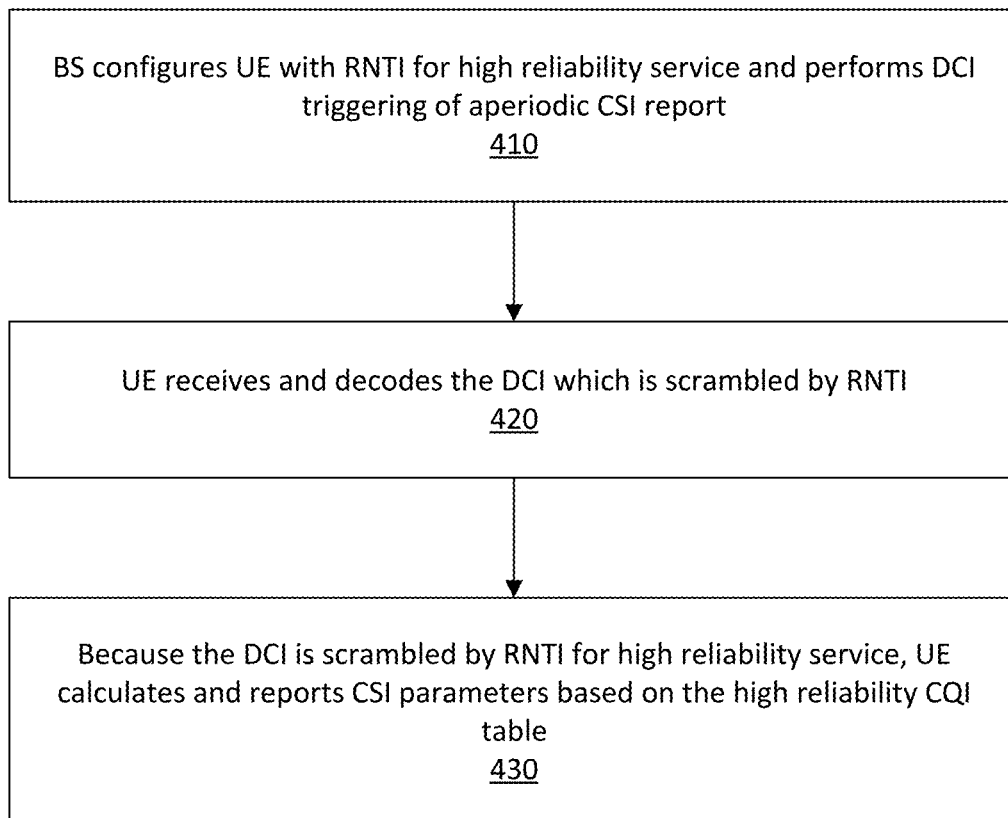 BS configures UE with RNTI for high reliability service and performs DCI
triggering of aperiodic CSI report
410
UE receives and decodes the DCI which is scrambled by RNTI
420
Because the DCI is scrambled by RNTI for high reliability service, UE
calculates and reports CSI parameters based on the high reliability CQI
table
430